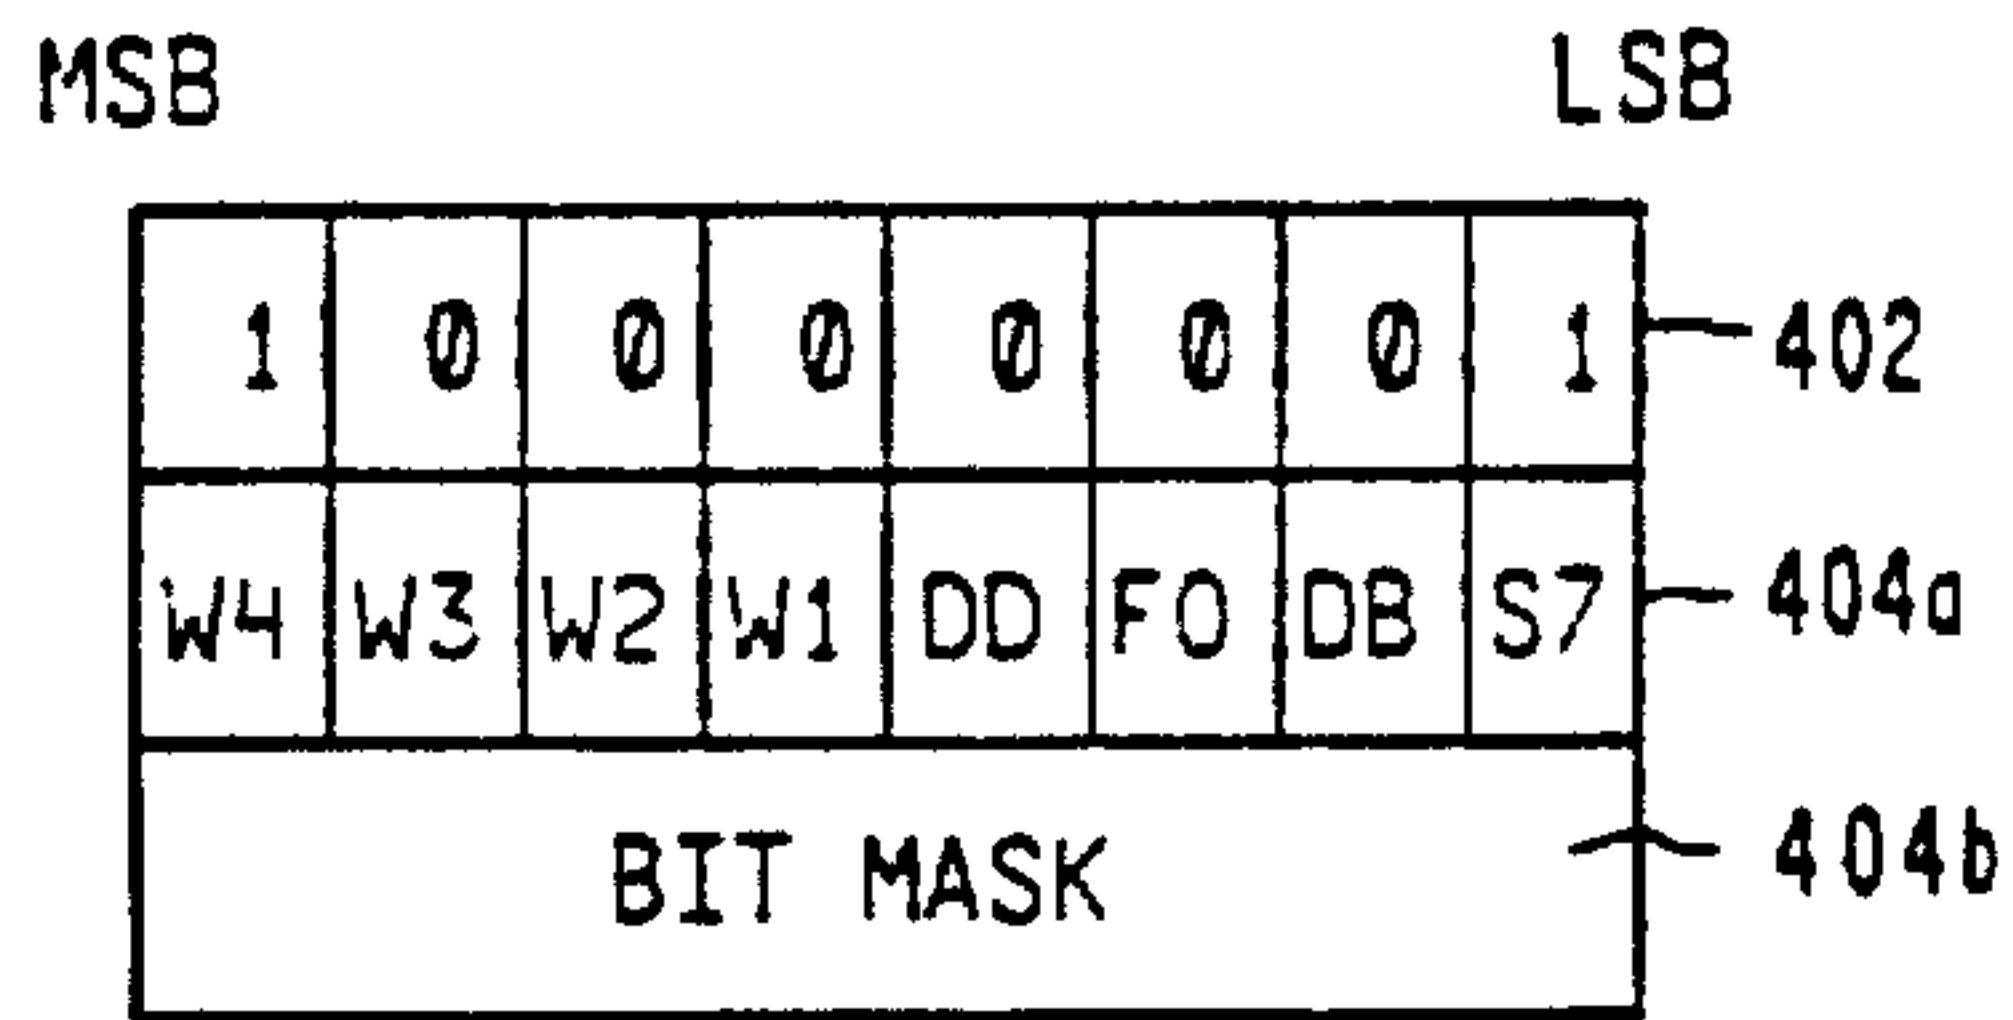 MSB LSB
1 0 0 0 0 0 0 1 402
W4 W3 W2 W1 DD FO DB S7 404a
BIT MASK 404b